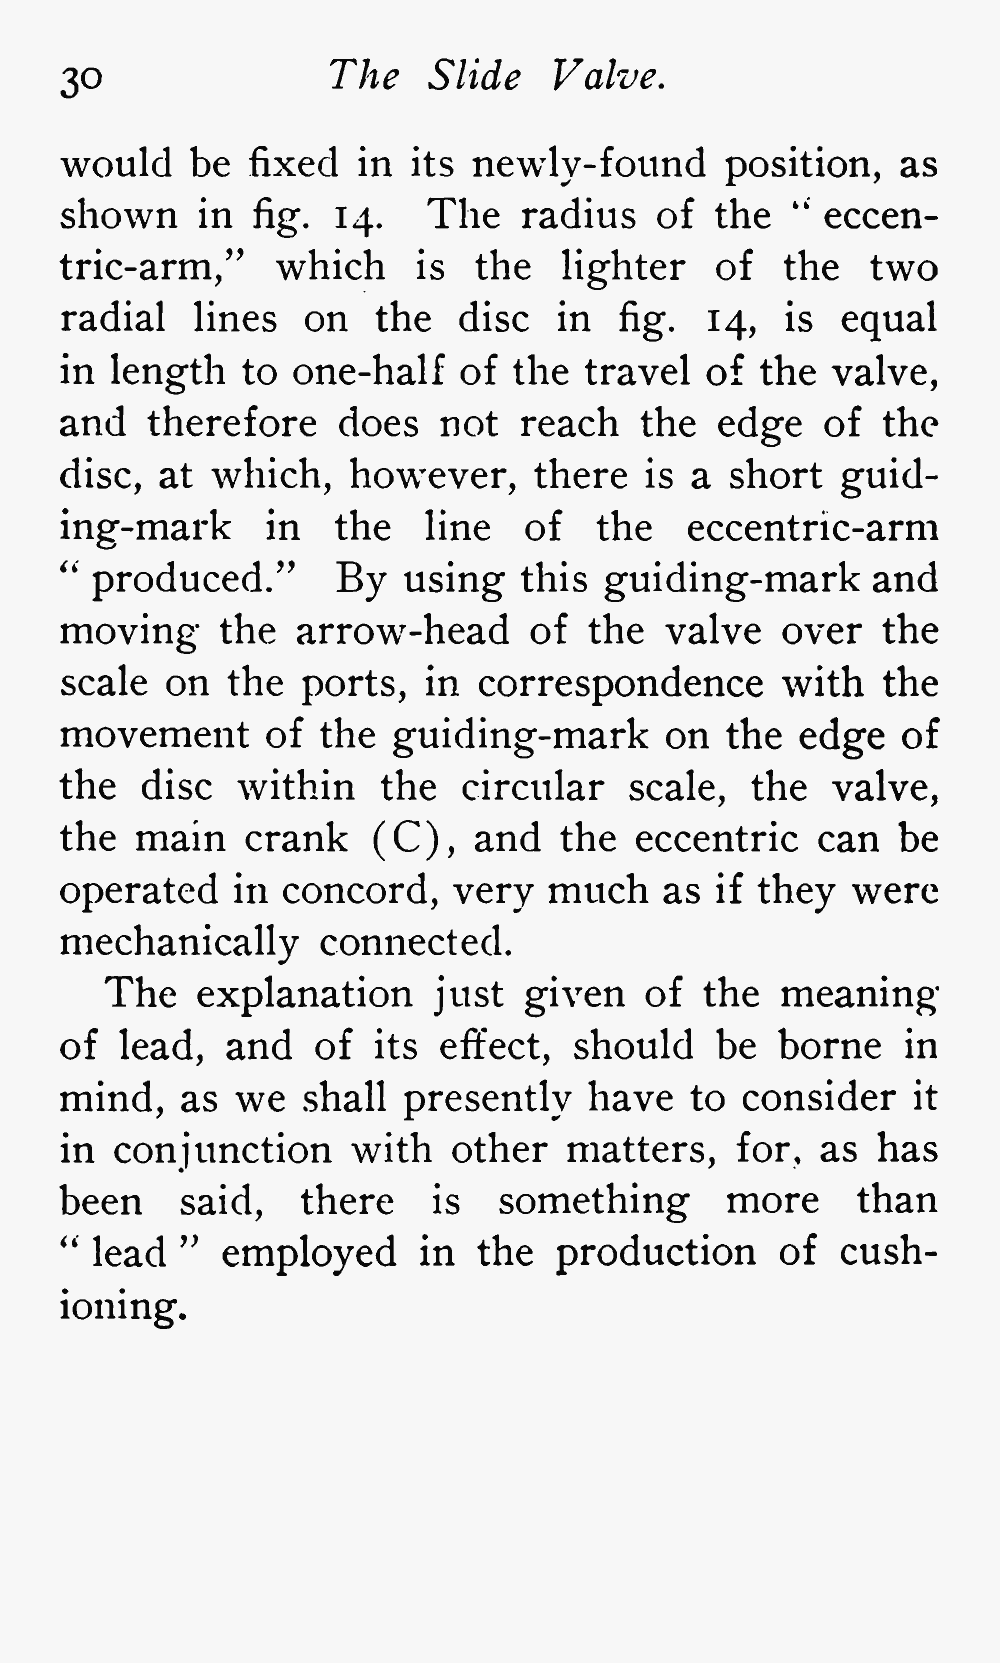 30 The Slide Valve.
would be fixed in its newly-found position, as
shown in fig. 14. The radius of the “ eccen-
tric-arm,” which is the lighter of the two
radial lines on the disc in fig. 14, is equal
in length to one-half of the travel of the valve,
and therefore does not reach the edge of the
disc, at which, however, there is a short guid-
ing-mark in the line of the eccentric-arm
“ produced.” By using this guiding-mark and
moving the arrow-head of the valve over the
scale on the ports, in correspondence with the
movement of the guiding-mark on the edge of
the disc within the circular scale, the valve,
the main crank (C), and the eccentric can be
operated in concord, very much as if they were
mechanically connected.
The explanation just given of the meaning
of lead, and of its effect, should be borne in
mind, as we shall presently have to consider it
in conjunction with other matters, for, as has
been said, there is something more than
“ lead ” employed in the production of cush-
ioning.